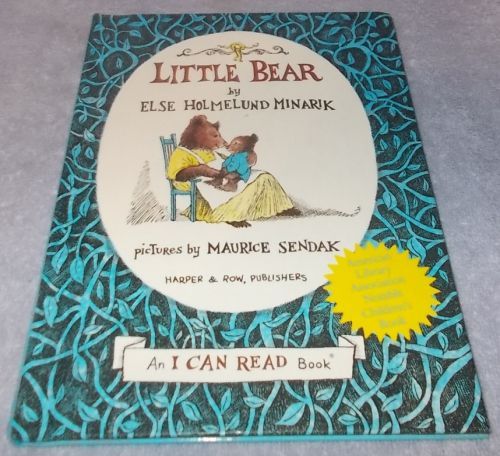 LITTLE BEAR
by
ELSE HOLMELUND MINARIK
pictures by MAURICE SENDAK
HARPER & ROW, PUBLISHERS
American
Library
Association
Notable
Children's
Book
An I CAN READ Book®